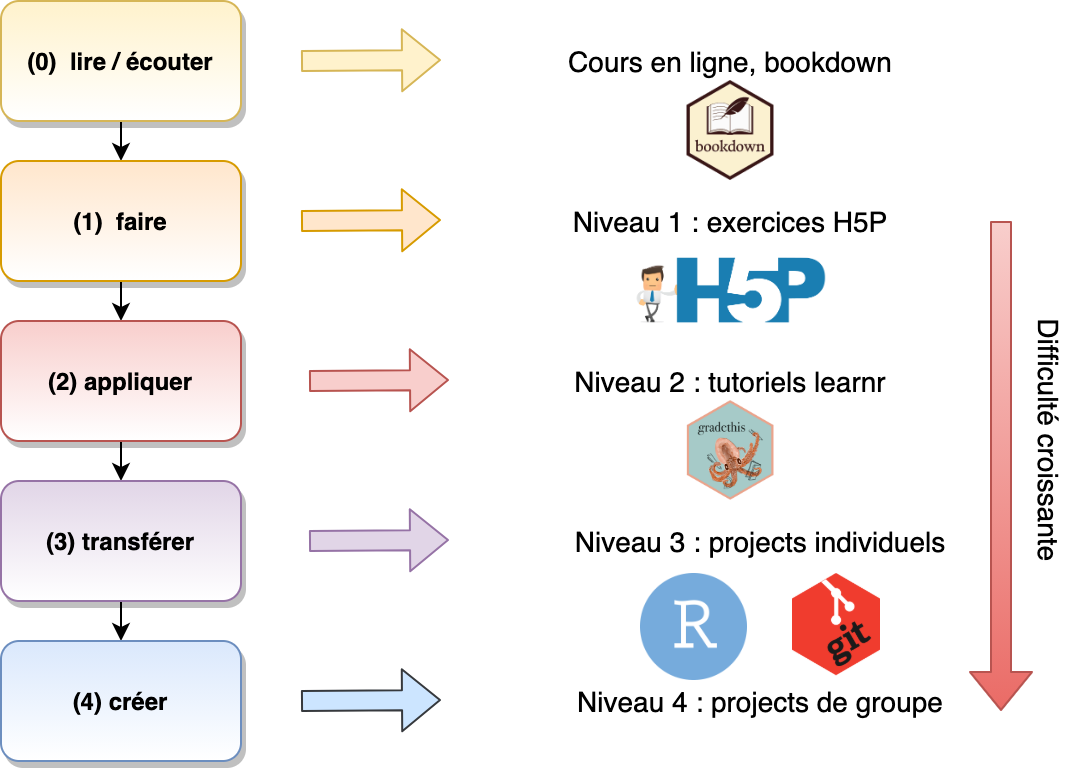 (0) lire / écouter
Cours en ligne, bookdown
bookdown
(1) faire
Niveau 1 : exercices H5P
H5P
(2) appliquer
Niveau 2 : tutoriels learnr
gradethis
(3) transférer
Niveau 3 : projects individuels
R
git
(4) créer
Niveau 4 : projects de groupe
Difficulté croissante